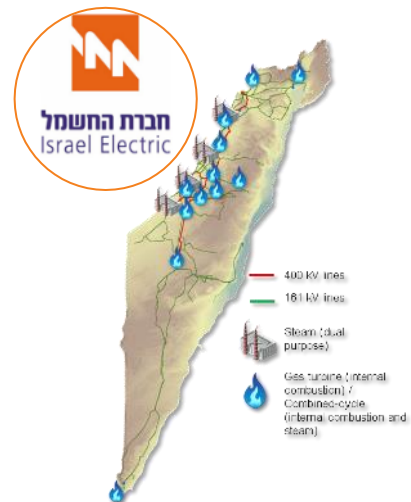 חברת החשמל
Israel Electric
400 kV lines
161 kV lines
Steam (dual
purpose)
Gas turbine (internal
combustion) /
Combined-cycle
(internal combustion and
steam)